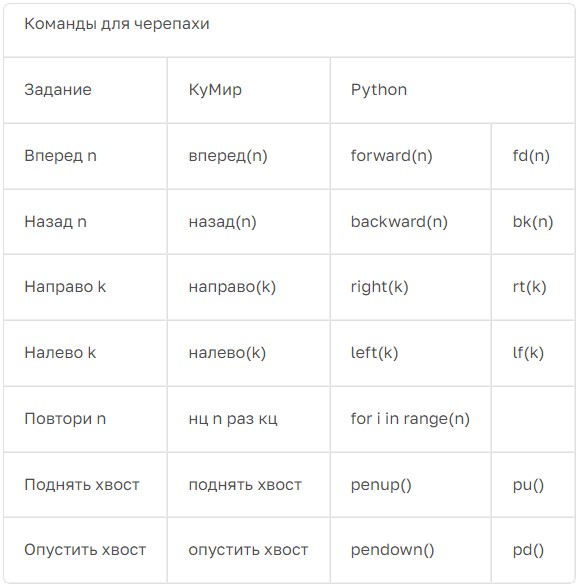 Команды для черепахи
Задание КуМир Python
Вперед n вперед(n) forward(n) fd(n)
Назад n назад(n) backward(n) bk(n)
Направо k направо(k) right(k) rt(k)
Налево k налево(k) left(k) lf(k)
Повтори n нц n раз кц for i in range(n)
Поднять хвост поднять хвост penup() pu()
Опустить хвост опустить хвост pendown() pd()